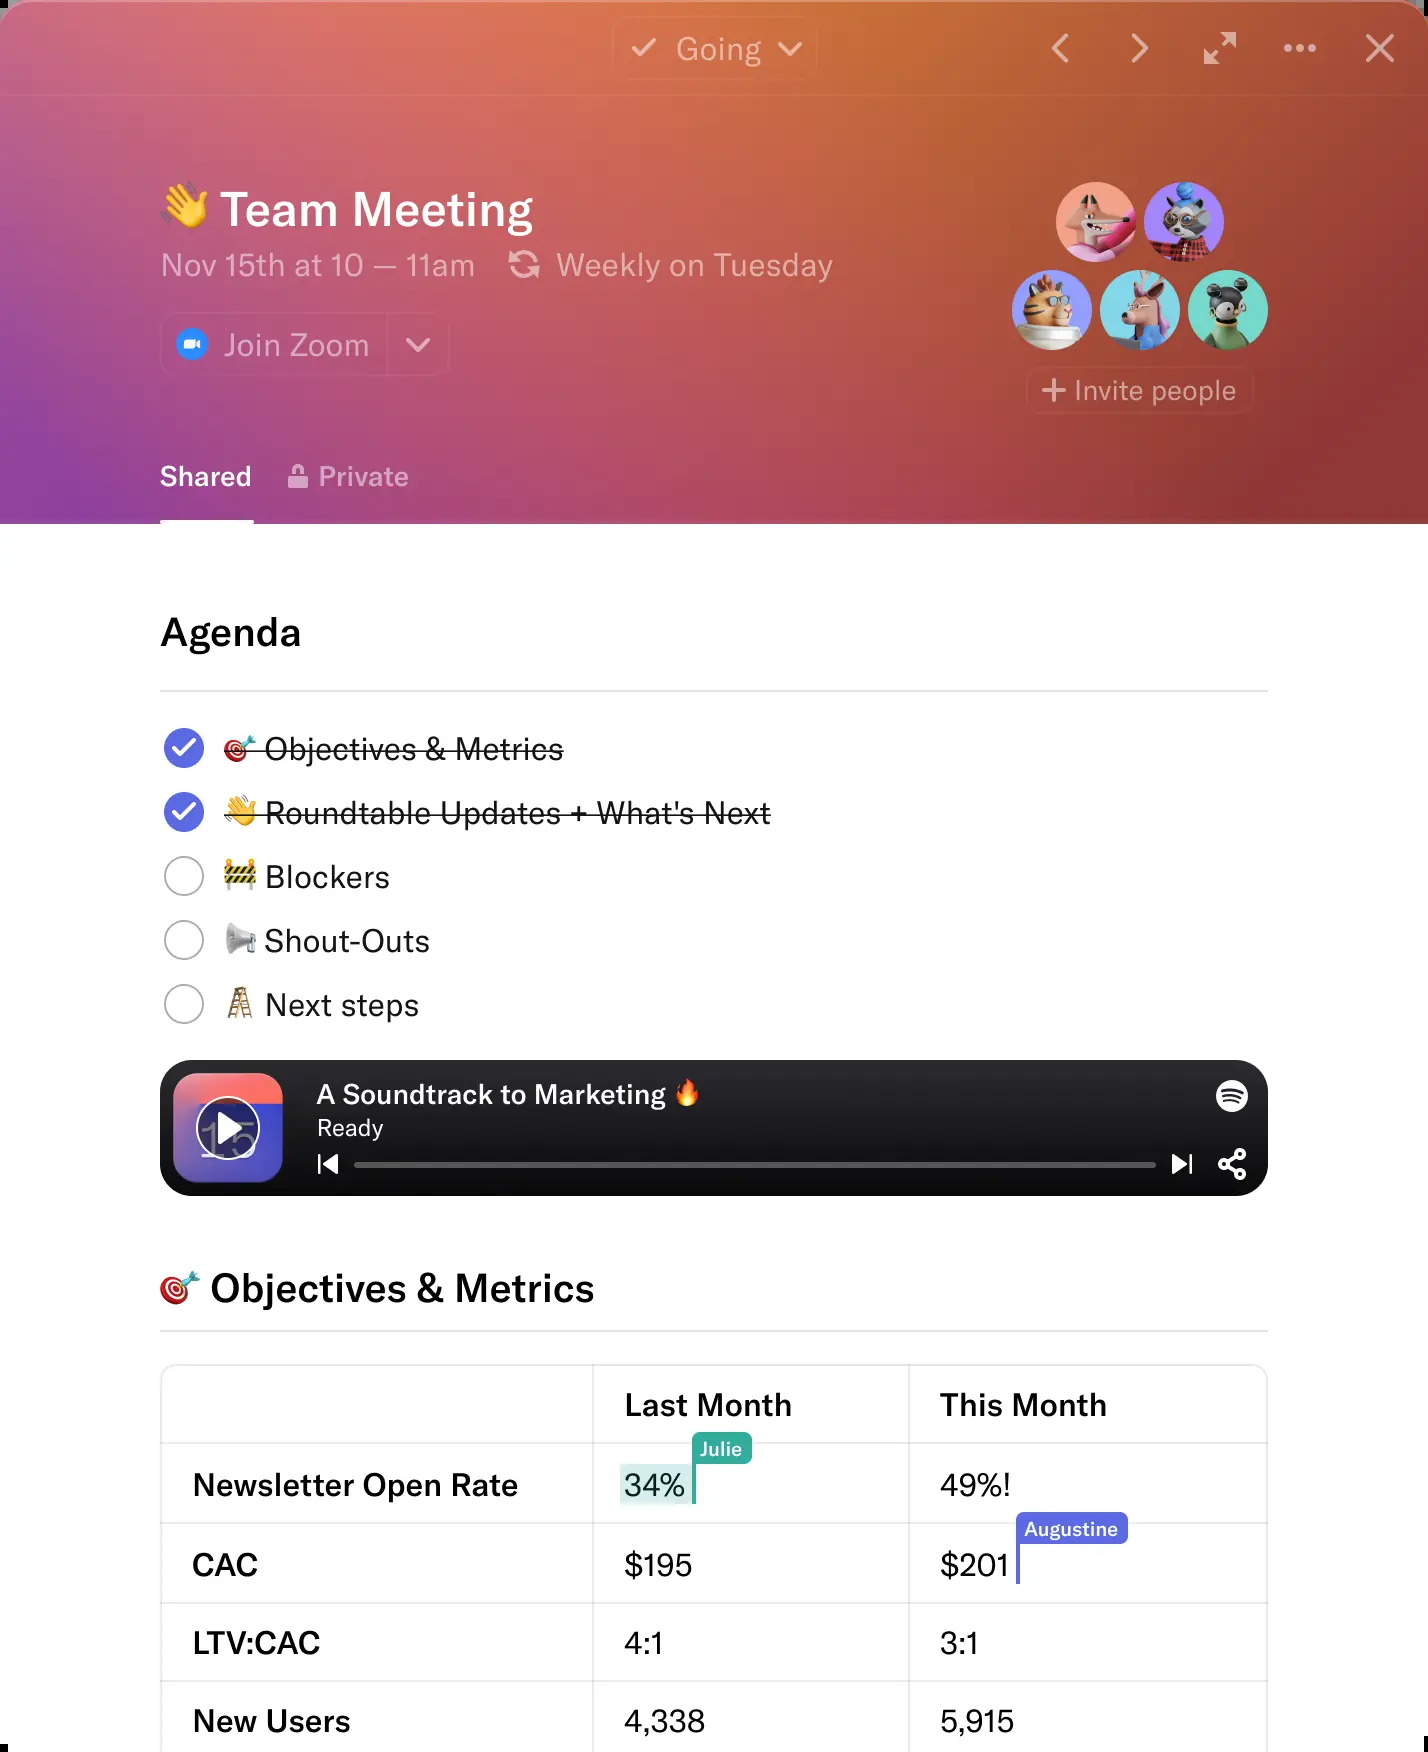 Going
👋 Team Meeting
Nov 15th at 10 — 11am Weekly on Tuesday
Join Zoom
+ Invite people
Shared Private
Agenda
🎯 Objectives & Metrics
👋 Roundtable Updates + What's Next
🚧 Blockers
📢 Shout-Outs
🪜 Next steps
15
A Soundtrack to Marketing 🔥
Ready
🎯 Objectives & Metrics
Last Month This Month
Julie
Newsletter Open Rate 34% 49%!
Augustine
CAC $195 $201
LTV:CAC 4:1 3:1
New Users 4,338 5,915